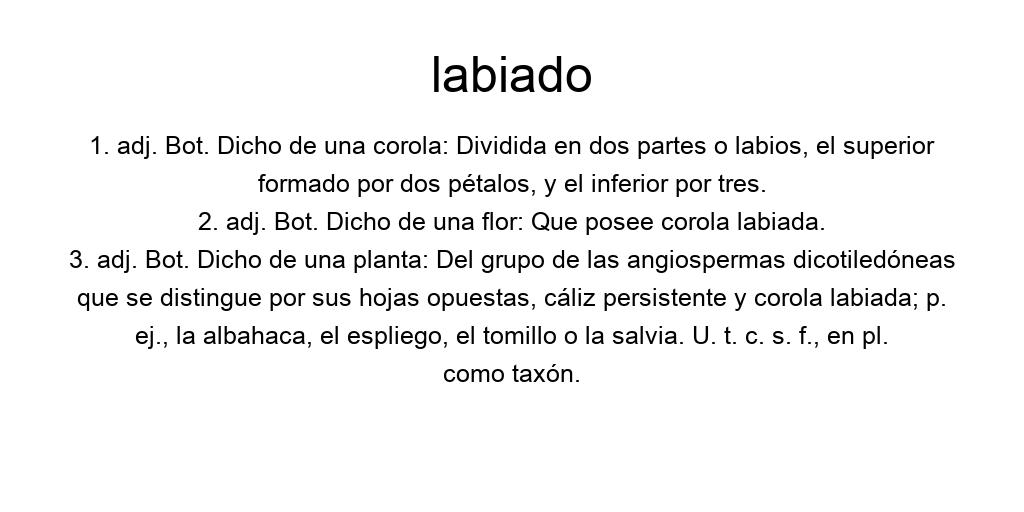 labiado
1. adj. Bot. Dicho de una corola: Dividida en dos partes o labios, el superior
formado por dos pétalos, y el inferior por tres.
2. adj. Bot. Dicho de una flor: Que posee corola labiada.
3. adj. Bot. Dicho de una planta: Del grupo de las angiospermas dicotiledóneas
que se distingue por sus hojas opuestas, cáliz persistente y corola labiada; p.
ej., la albahaca, el espliego, el tomillo o la salvia. U. t. c. s. f., en pl.
como taxón.